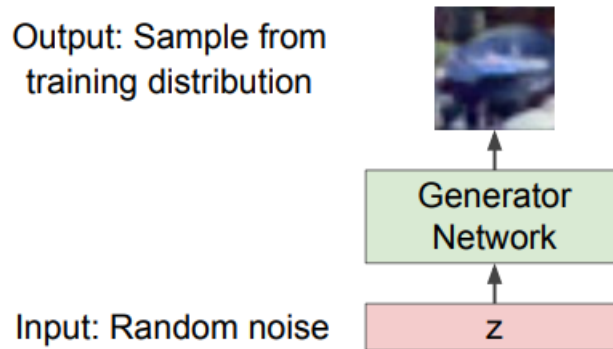 Output: Sample from
training distribution
Generator
Network
Input: Random noise
z